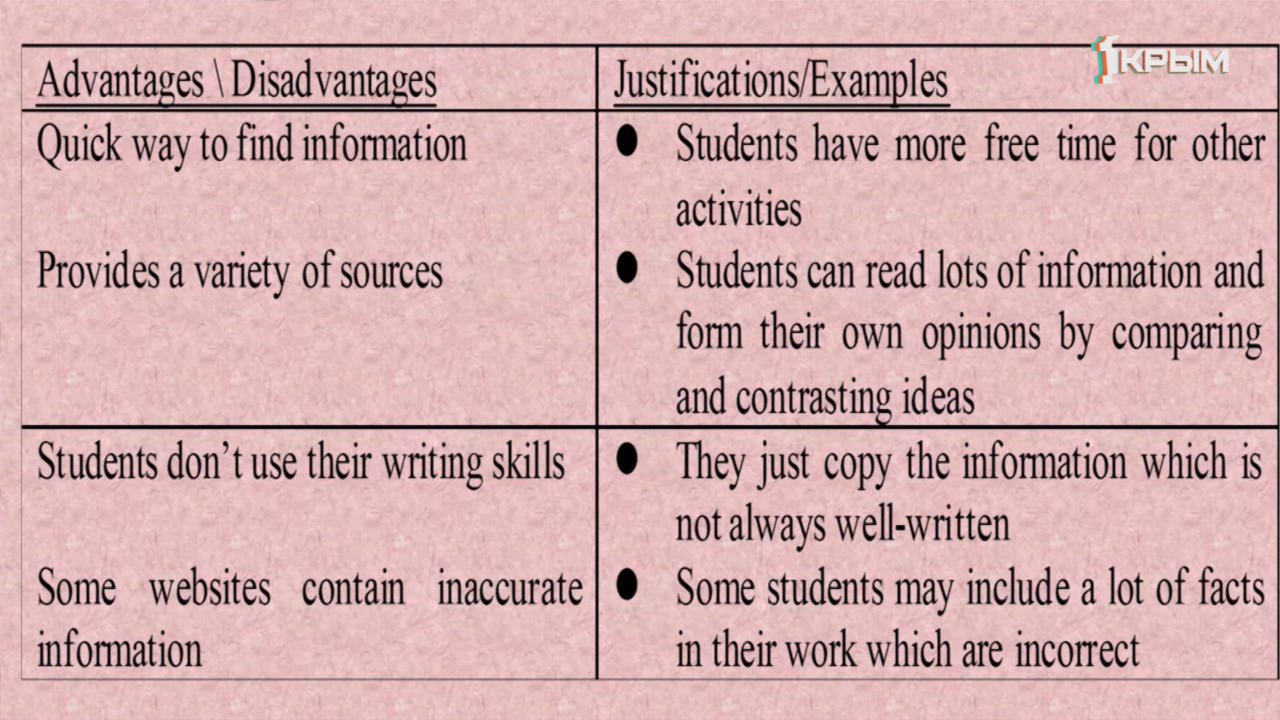 1КРЫМ
Advantages \ Disadvantages
Justifications/Examples
Quick way to find information
● Students have more free time for other
activities
Provides a variety of sources
● Students can read lots of information and
form their own opinions by comparing
and contrasting ideas
Students don’t use their writing skills
● They just copy the information which is
not always well-written
Some websites contain inaccurate
information
● Some students may include a lot of facts
in their work which are incorrect